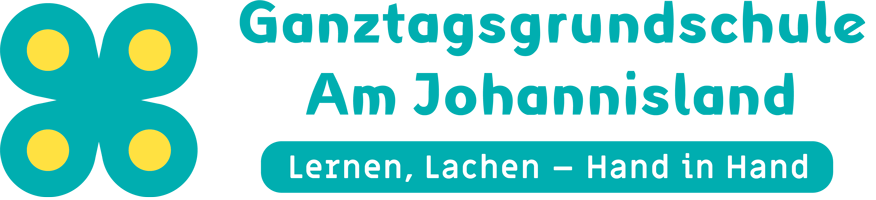 Ganztagsgrundschule
Am Johannisland
Lernen, Lachen – Hand in Hand